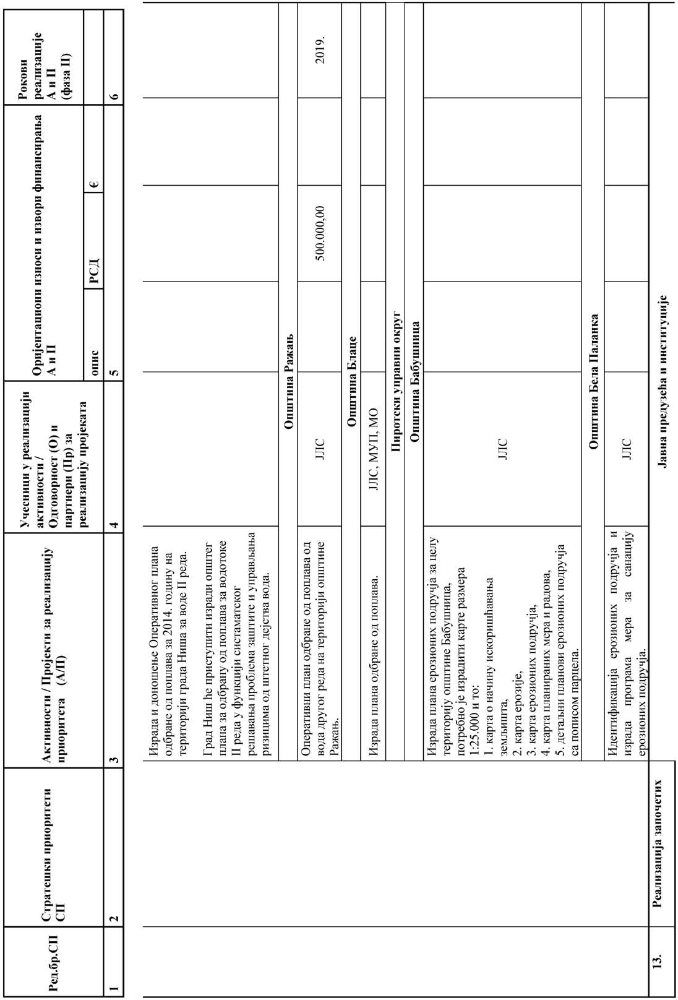 Ред.бр.СП
Стратешки приоритети
СП
Активности / Пројекти за реализацију
приоритета (А/П)
Учесници у реализацији
активности /
Одговорност (О) и
партнери (Пр) за
реализацију пројеката
Оријентациони износи и извори финансирања
А и П
опис
РСД
€
Рокови
реализације
А и П
(фаза II)
1
2
3
4
5
6
Израда и доношење Оперативног плана
одбране од поплава за 2014. годину на
територији града Ниша за воде II реда.
Град Ниш ће приступити изради општег
плана за одбрану од поплава за водотоке
II реда у функцији систаматског
решавања проблема заштите и управљања
ризицима од штетног дејства вода.
Општина Ражањ
Оперативни план одбране од поплава од
вода другог реда на територији општине
Ражањ.
ЈЛС
500.000,00
2019.
Општина Блаце
Израда плана одбране од поплава.
ЈЛС, МУП, МО
Пиротски управни округ
Општина Бабушница
Израда плана ерозионих подручја за целу
територију општине Бабушница,
потребно је израдити карте размера
1:25.000 и то:
1. карта о начину искоришћавања
земљишта,
2. карта ерозије,
3. карта ерозионих подручја,
4. карта планираних мера и радова,
5. детаљни планови ерозионих подручја
са пописом парцела.
ЈЛС
Општина Бела Паланка
Идентификација ерозионих подручја и
израда програма мера за санацију
ерозионих подручја.
ЈЛС
13.
Реализација започетих
Јавна предузећа и институције